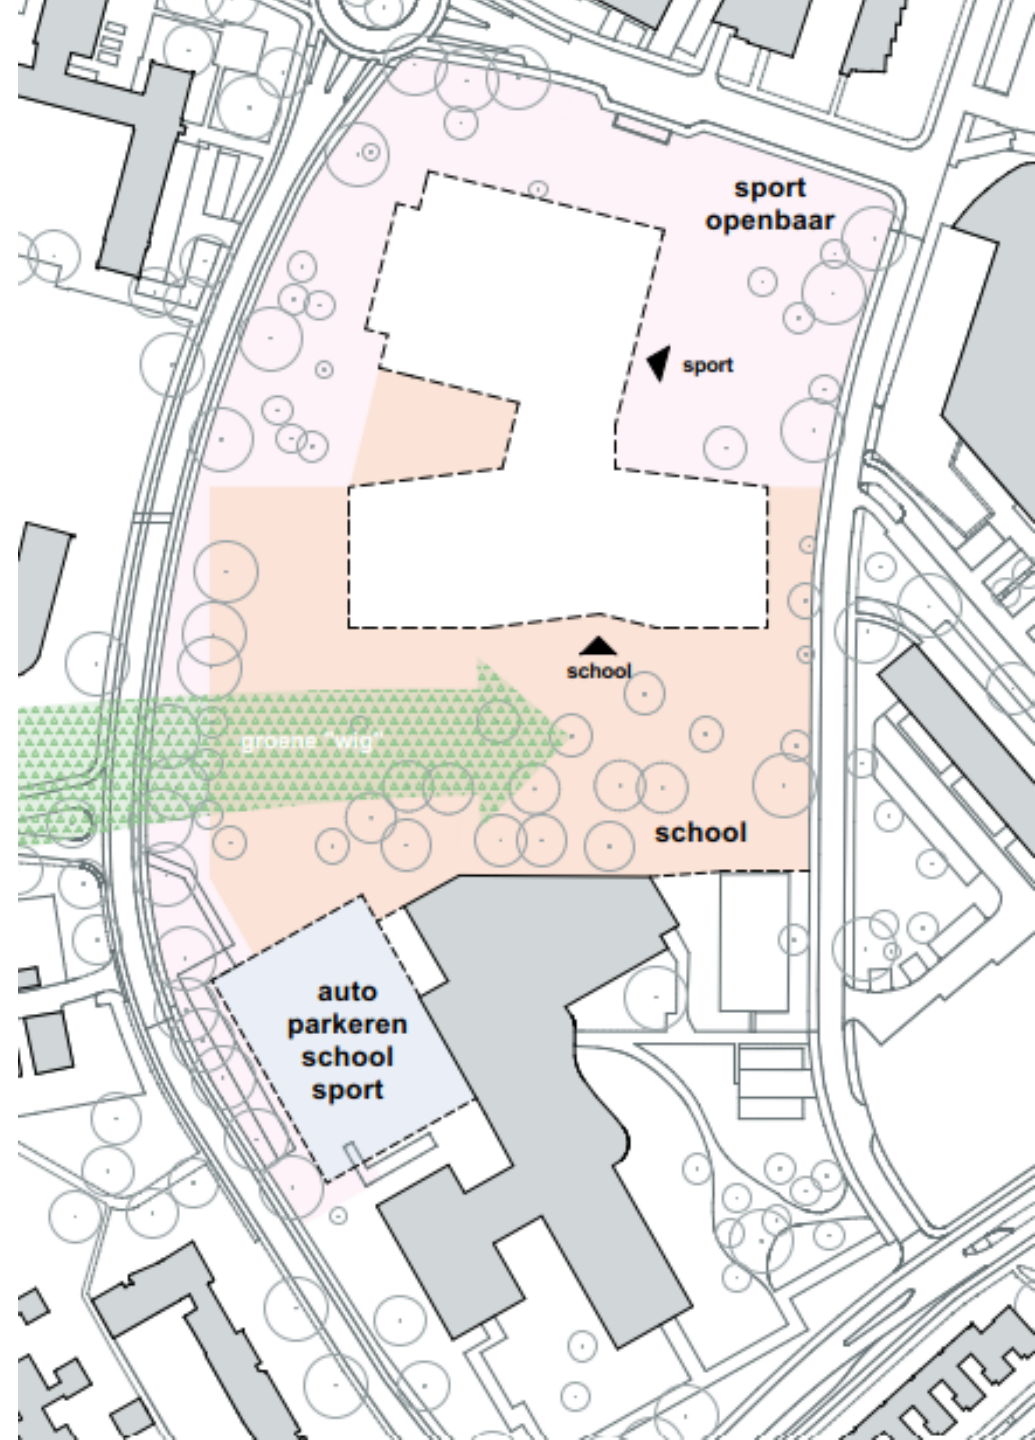 sport
openbaar
sport
school
groene "wig"
school
auto
parkeren
school
sport